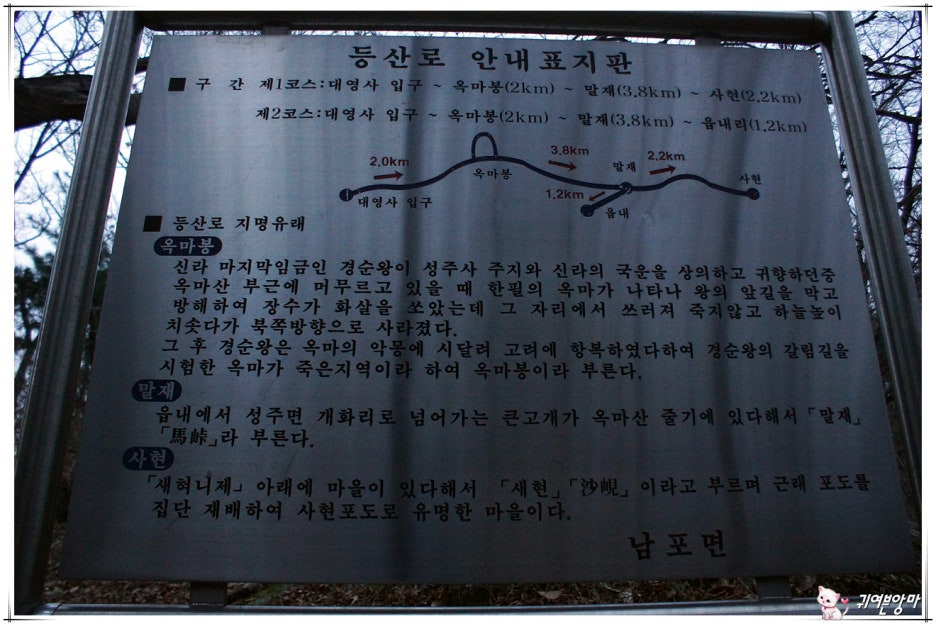 등산로 안내표지판
■ 구 간 제1코스:대영사 입구 ~ 옥마봉(2km) ~ 말재(3.8km) ~ 사현(2.2km)
제2코스:대영사 입구 ~ 옥마봉(2km) ~ 말재(3.8km) ~ 읍내리(1.2km)
2.0km
3.8km
2.2km
1.2km
대영사 입구
옥마봉
말재
사현
읍내
■ 등산로 지명유래
옥마봉
신라 마지막임금인 경순왕이 성주사 주지와 신라의 국운을 상의하고 귀향하던중
옥마산 부근에 머무르고 있을 때 한필의 옥마가 나타나 왕의 앞길을 막고
방해하여 장수가 화살을 쏘았는데 그 자리에서 쓰러져 죽지않고 하늘높이
치솟다가 북쪽방향으로 사라졌다.
그 후 경순왕은 옥마의 악몽에 시달려 고려에 항복하였다하여 경순왕의 갈림길을
시험한 옥마가 죽은지역이라 하여 옥마봉이라 부른다.
말재
읍내에서 성주면 개화리로 넘어가는 큰고개가 옥마산 줄기에 있다해서「말재」
「馬峙」라 부른다.
사현
「새혀니제」아래에 마을이 있다해서 「새현」「沙峴」이라고 부르며 근래 포도를
집단 재배하여 사현포도로 유명한 마을이다.
남포면
귀여븐앙마